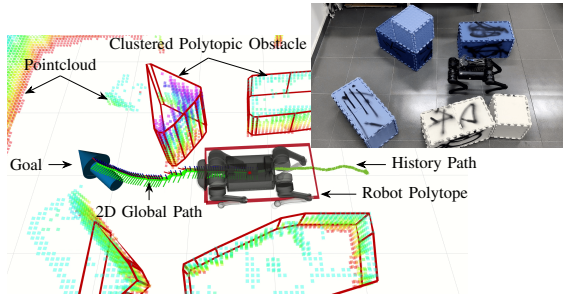 Clustered Polytopic Obstacle
Pointcloud
Goal
History Path
Robot Polytope
2D Global Path